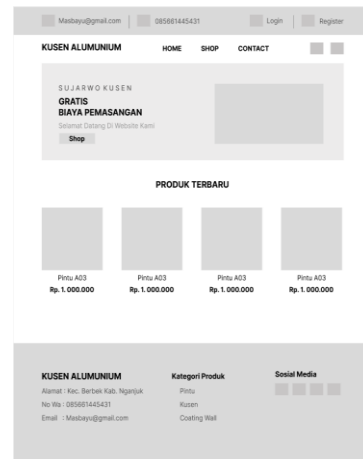 Masbayu@gmail.com 085661445431 Login Register
KUSEN ALUMUNIUM HOME SHOP CONTACT
SUJARWO KUSEN
GRATIS
BIAYA PEMASANGAN
Selamat Datang Di Website Kami
Shop
PRODUK TERBARU
Pintu A03 Pintu A03 Pintu A03 Pintu A03
Rp. 1. 000.000 Rp. 1. 000.000 Rp. 1. 000.000 Rp. 1. 000.000
KUSEN ALUMUNIUM Kategori Produk Sosial Media
Alamat : Kec. Berbek Kab. Nganjuk Pintu
No Wa : 085661445431 Kusen
Email : Masbayu@gmail.com Coating Wall